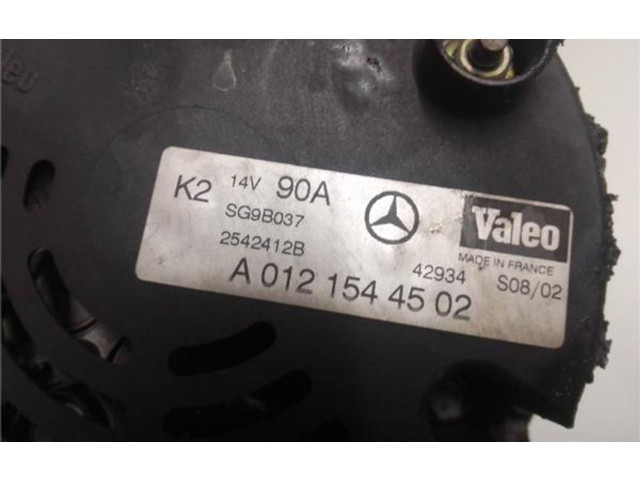 K2 14V 90A
SG9B037
2542412B
A 012 154 45 02
Valeo
MADE IN FRANCE
42934 S08/02